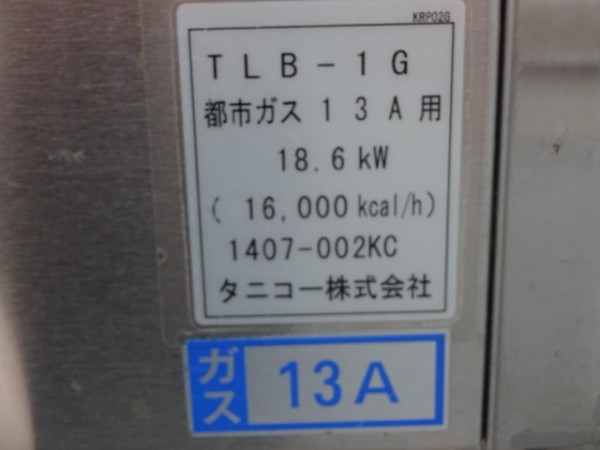 KRP02G
TLB-1G
都市ガス13A用
18.6kW
(16,000kcal/h)
1407-002KC
タニコー株式会社
ガス 13A